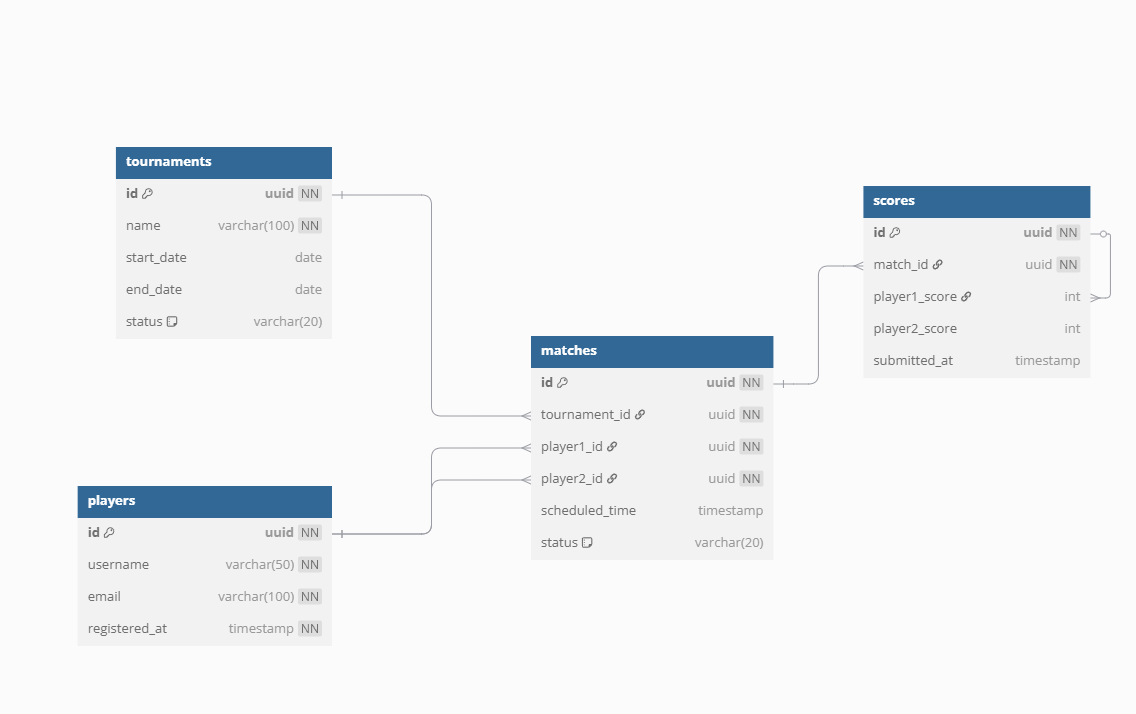 tournaments
id uuid NN
name varchar(100) NN
start_date date
end_date date
status varchar(20)
scores
id uuid NN
match_id uuid NN
player1_score int
player2_score int
submitted_at timestamp
matches
id uuid NN
tournament_id uuid NN
player1_id uuid NN
player2_id uuid NN
scheduled_time timestamp
status varchar(20)
players
id uuid NN
username varchar(50) NN
email varchar(100) NN
registered_at timestamp NN